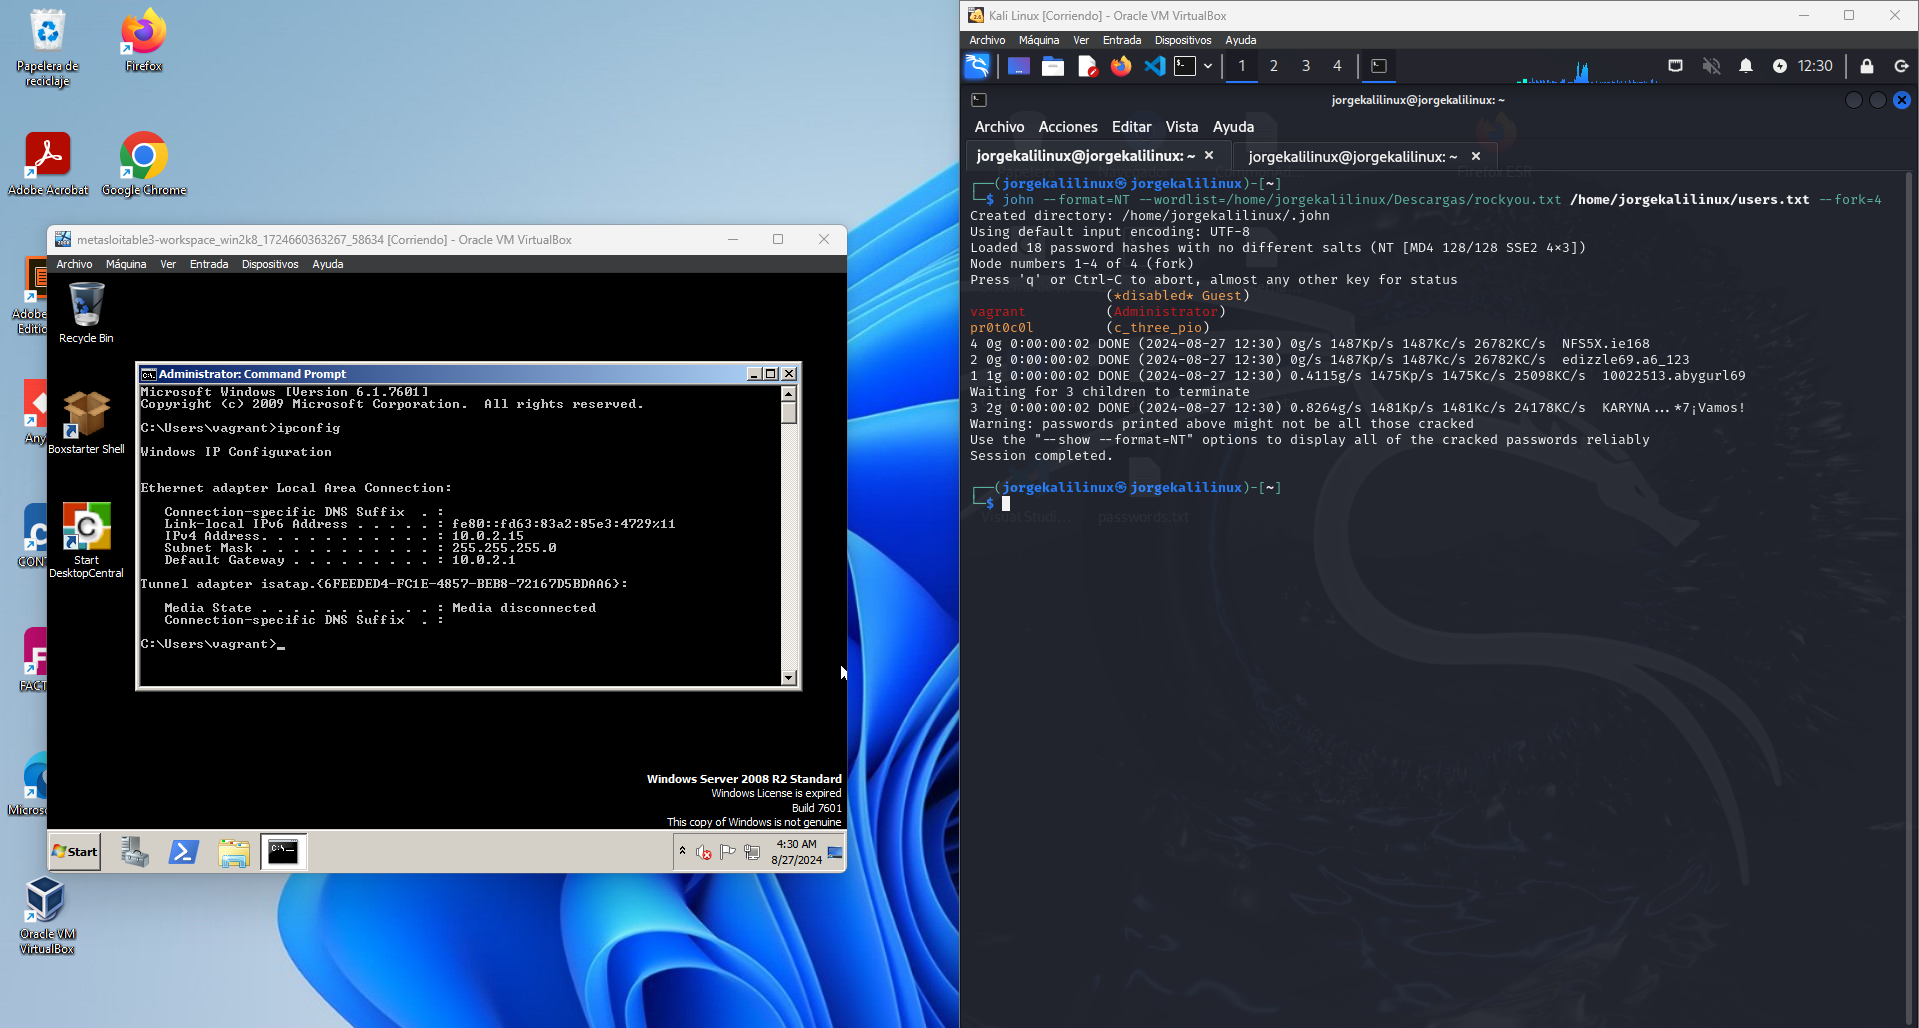 Papelera de
reciclaje
Firefox
Adobe Acrobat
Google Chrome
Adobe
Editio
Any
CON
FACT
Micros
Oracle VM
VirtualBox
metasloitable3-workspace_win2k8_1724660363267_58634 [Corriendo] - Oracle VM VirtualBox
Archivo Máquina Ver Entrada Dispositivos Ayuda
Recycle Bin
Boxstarter Shell
Start
DesktopCentral
Administrator: Command Prompt
Microsoft Windows [Version 6.1.7601]
Copyright (c) 2009 Microsoft Corporation.  All rights reserved.
C:\Users\vagrant>ipconfig
Windows IP Configuration
Ethernet adapter Local Area Connection:
Connection-specific DNS Suffix  . :
Link-local IPv6 Address . . . . . : fe80::fd63:83a2:85e3:4729%11
IPv4 Address. . . . . . . . . . . : 10.0.2.15
Subnet Mask . . . . . . . . . . . : 255.255.255.0
Default Gateway . . . . . . . . . : 10.0.2.1
Tunnel adapter isatap.{6FEEDED4-FC1E-4857-BEB8-72167D5BDAA6}:
Media State . . . . . . . . . . . : Media disconnected
Connection-specific DNS Suffix  . :
C:\Users\vagrant>_
Windows Server 2008 R2 Standard
Windows License is expired
Build 7601
This copy of Windows is not genuine
Start
4:30 AM
8/27/2024
Kali Linux [Corriendo] - Oracle VM VirtualBox
Archivo Máquina Ver Entrada Dispositivos Ayuda
1 2 3 4
12:30
jorgekalilinux@jorgekalilinux: ~
Archivo Acciones Editar Vista Ayuda
jorgekalilinux@jorgekalilinux: ~ ×
jorgekalilinux@jorgekalilinux: ~ ×
Firefox ESR
┌──(jorgekalilinux㉿jorgekalilinux)-[~]
└─$ john --format=NT --wordlist=/home/jorgekalilinux/Descargas/rockyou.txt /home/jorgekalilinux/users.txt --fork=4
Created directory: /home/jorgekalilinux/.john
Using default input encoding: UTF-8
Loaded 18 password hashes with no different salts (NT [MD4 128/128 SSE2 4×3])
Node numbers 1-4 of 4 (fork)
Press 'q' or Ctrl-C to abort, almost any other key for status
(*disabled* Guest)
vagrant (Administrator)
pr0t0c0l (c_three_pio)
4 0g 0:00:00:02 DONE (2024-08-27 12:30) 0g/s 1487Kp/s 1487Kc/s 26782KC/s  NFS5X.ie168
2 0g 0:00:00:02 DONE (2024-08-27 12:30) 0g/s 1487Kp/s 1487Kc/s 26782KC/s  edizzle69.a6_123
1 1g 0:00:00:02 DONE (2024-08-27 12:30) 0.4115g/s 1475Kp/s 1475Kc/s 25098KC/s  10022513.abygurl69
Waiting for 3 children to terminate
3 2g 0:00:00:02 DONE (2024-08-27 12:30) 0.8264g/s 1481Kp/s 1481Kc/s 24178KC/s  KARYNA...*7¡Vamos!
Warning: passwords printed above might not be all those cracked
Use the "--show --format=NT" options to display all of the cracked passwords reliably
Session completed.
┌──(jorgekalilinux㉿jorgekalilinux)-[~]
└─$
Visual Studi...
passwords.txt